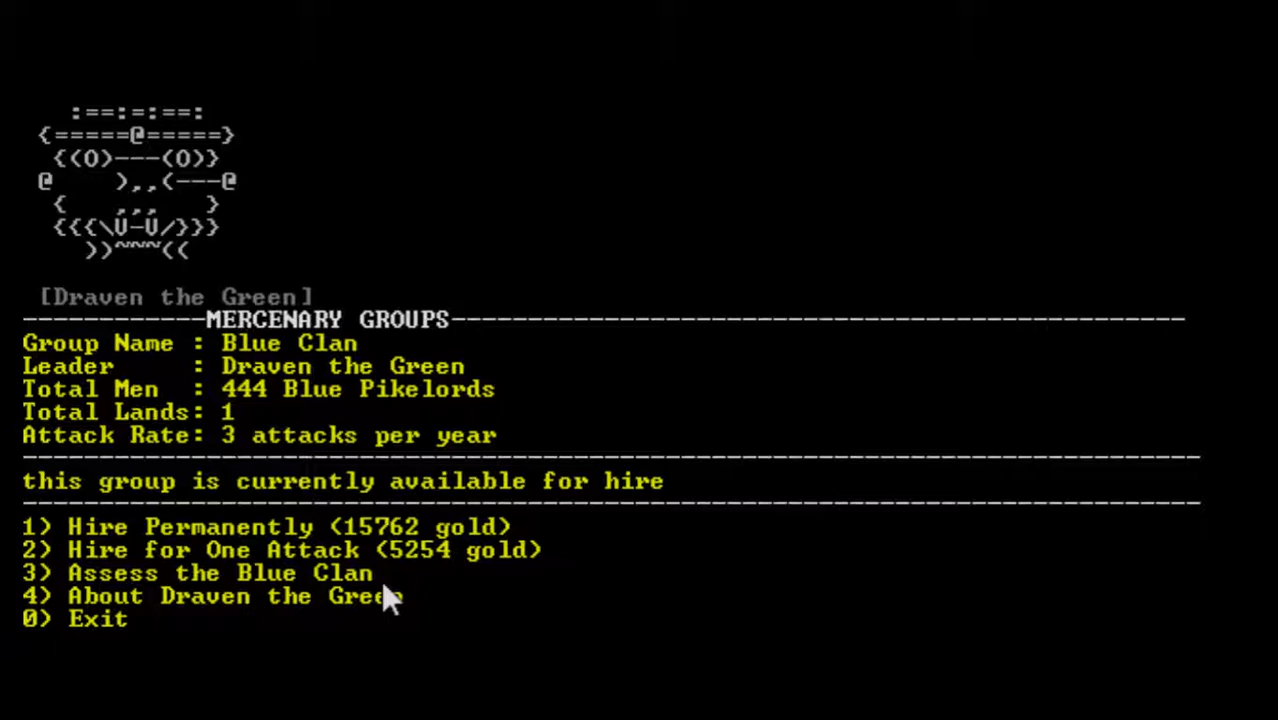 :==:=:==:
{=====@=====}
{(O)---(O)}
@    ),,(---@
{   ,,,   }
{{{\U-U/}}}
))~~~((
[Draven the Green]
------------MERCENARY GROUPS------------------------------------------------
Group Name : Blue Clan
Leader     : Draven the Green
Total Men  : 444 Blue Pikelords
Total Lands: 1
Attack Rate: 3 attacks per year
-----------------------------------------------------------------------------
this group is currently available for hire
-----------------------------------------------------------------------------
1) Hire Permanently (15762 gold)
2) Hire for One Attack (5254 gold)
3) Assess the Blue Clan
4) About Draven the Green
0) Exit